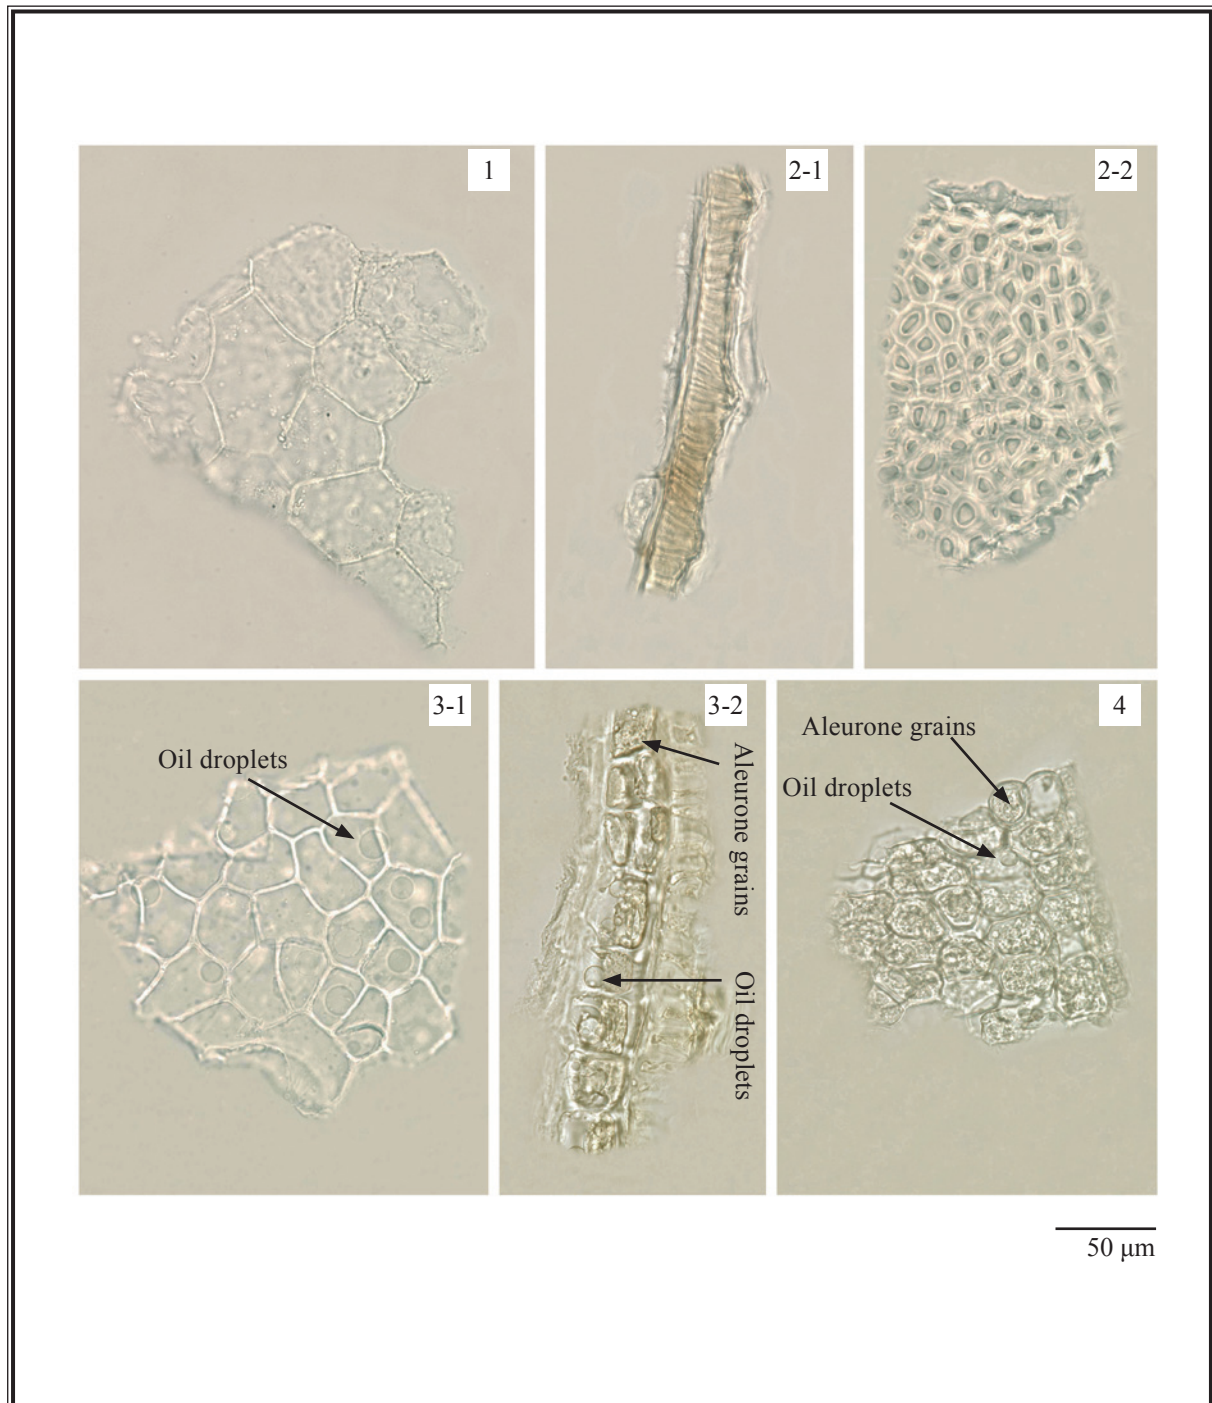 1
2-1
2-2
3-1
Oil droplets
3-2
Aleurone grains
Oil droplets
4
Aleurone grains
Oil droplets
50 μm